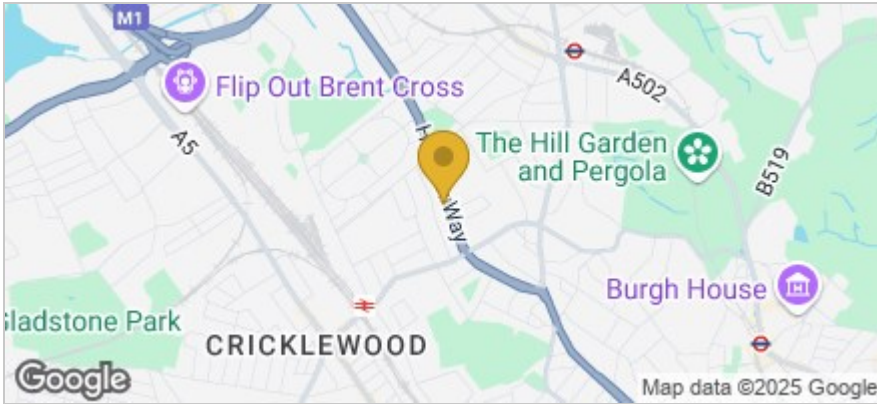 M1
Flip Out Brent Cross
A502
A5
The Hill Garden
and Pergola
B519
Way
Burgh House
Gladstone Park
CRICKLEWOOD
Google
Map data ©2025 Google